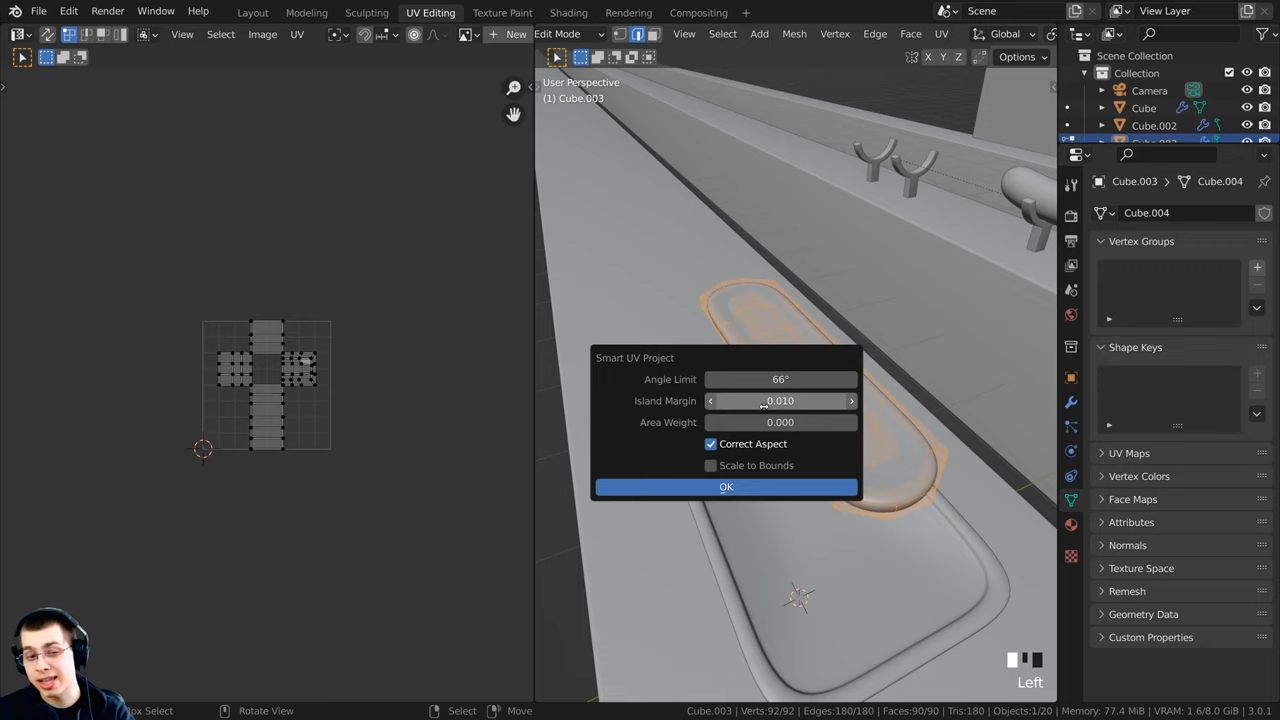 File Edit Render Window Help Layout Modeling Sculpting UV Editing Texture Paint Shading Rendering Compositing Scene View Layer
View Select Image UV New
Edit Mode View Select Add Mesh Vertex Edge Face UV Global
X Y Z Options
User Perspective
(1) Cube.003
Scene Collection
Collection
Camera
Cube
Cube.002
Cube.003 > Cube.004
Cube.004
Vertex Groups
Shape Keys
UV Maps
Vertex Colors
Face Maps
Attributes
Normals
Texture Space
Remesh
Geometry Data
Custom Properties
Smart UV Project
Angle Limit 66°
Island Margin 0.010
Area Weight 0.000
Correct Aspect
Scale to Bounds
OK
Left
Box Select Rotate View Select Move Cube.003 | Verts:92/92 | Edges:180/180 | Faces:90/90 | Tris:180 | Objects:1/20 | Memory: 77.4 MiB | VRAM: 1.6/8.0 GiB | 3.0.1